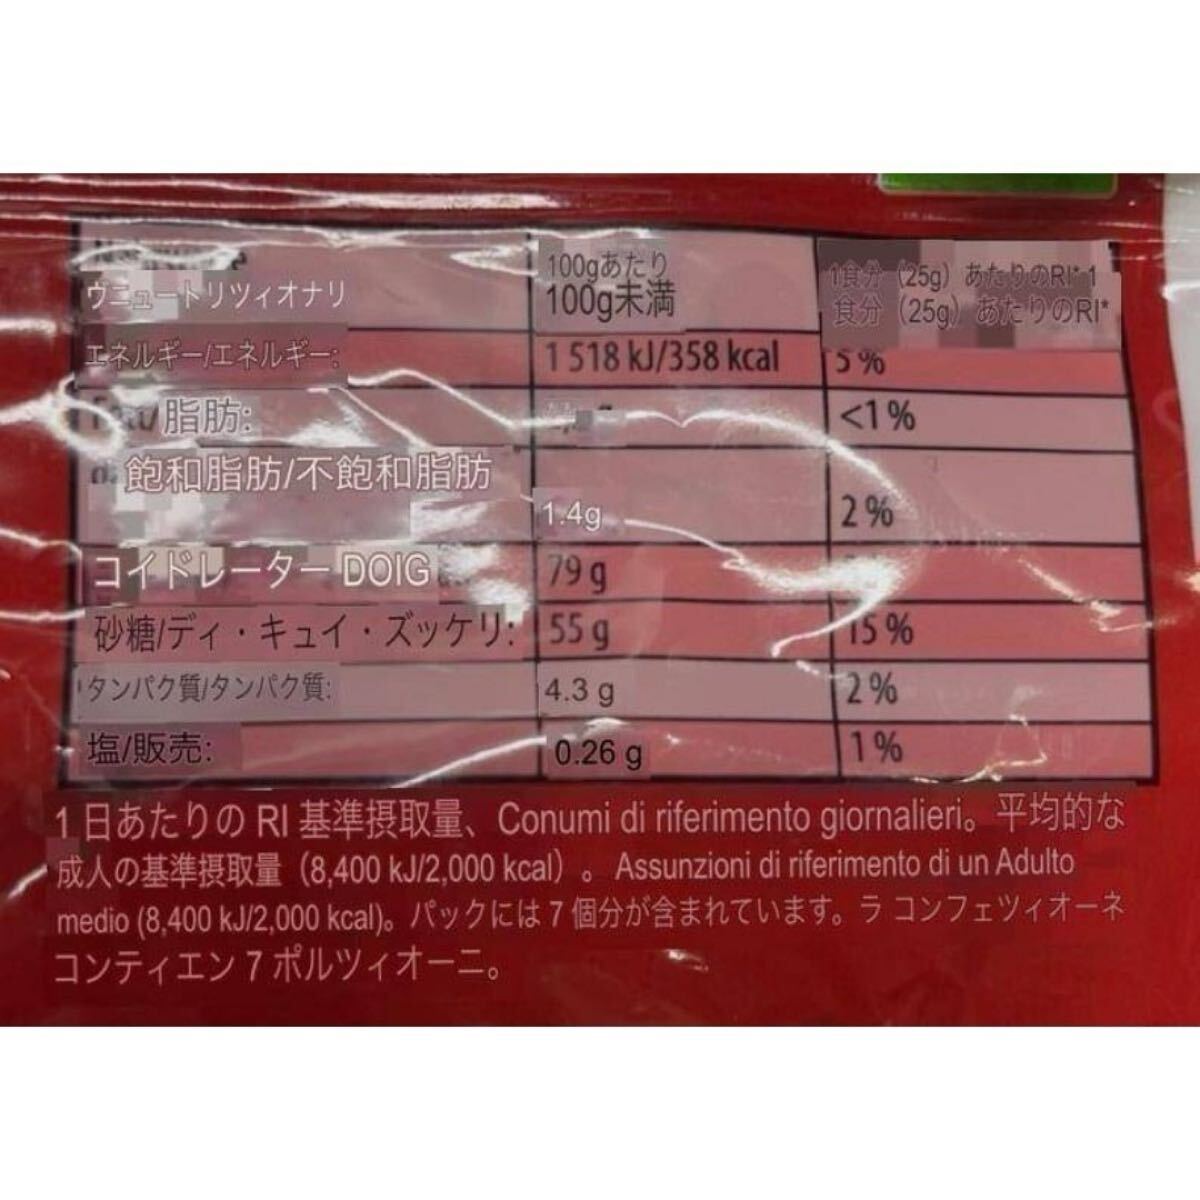 ウニュートリツィオナリ
100gあたり
100g未満
1食分（25g）あたりのRI* 1
食分（25g）あたりのRI*
エネルギー/エネルギー:
1 518 kJ/358 kcal
5 %
/脂肪:
<1 %
飽和脂肪/不飽和脂肪
1.4g
2 %
コイドレーター DOIG
79 g
砂糖/ディ・キュイ・ズッケリ:
55 g
15 %
タンパク質/タンパク質:
4.3 g
2 %
塩/販売:
0.26 g
1 %
1 日あたりの RI 基準摂取量、Conumi di riferimento giornalieri。平均的な
成人の基準摂取量（8,400 kJ/2,000 kcal）。Assunzioni di riferimento di un Adulto
medio (8,400 kJ/2,000 kcal)。パックには 7 個分が含まれています。ラ コンフェツィオーネ
コンティエン 7 ポルツィオーニ。